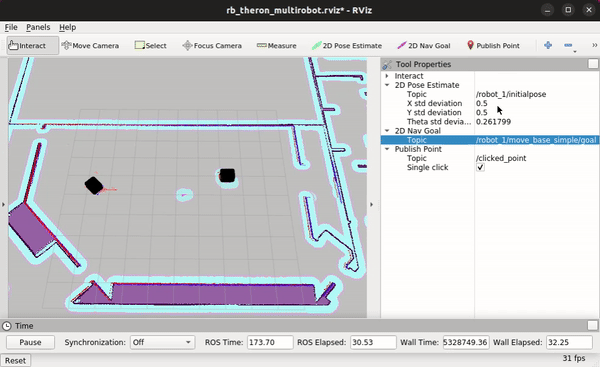 rb_theron_multirobot.rviz* - RViz
File Panels Help
Interact Move Camera Select Focus Camera Measure 2D Pose Estimate 2D Nav Goal Publish Point
Tool Properties
Interact
2D Pose Estimate
Topic /robot_1/initialpose
X std deviation 0.5
Y std deviation 0.5
Theta std devia... 0.261799
2D Nav Goal
Topic /robot_1/move_base_simple/goal
Publish Point
Topic /clicked_point
Single click
Time
Pause Synchronization: Off ROS Time: 173.70 ROS Elapsed: 30.53 Wall Time: 5328749.36 Wall Elapsed: 32.25
Reset 31 fps